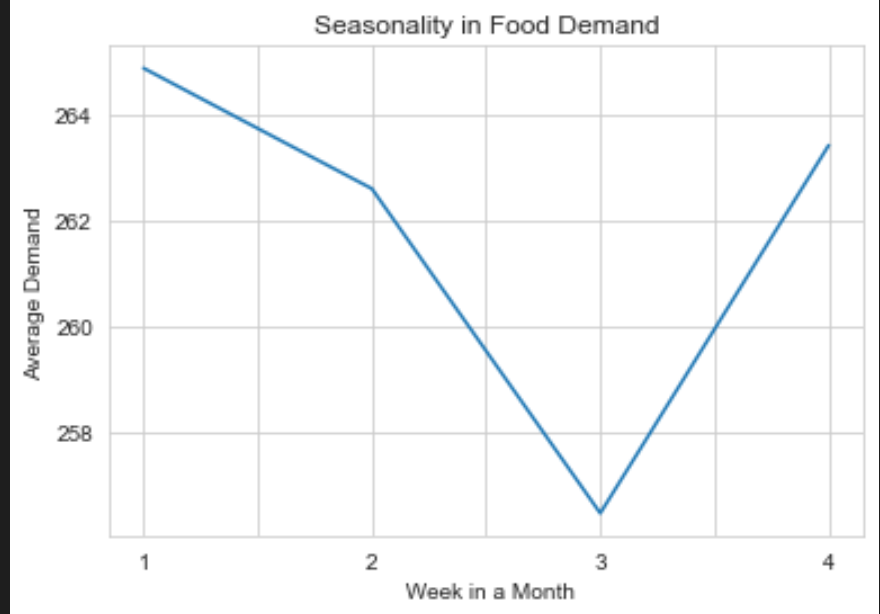 Seasonality in Food Demand
264
262
260
258
Average Demand
1 2 3 4
Week in a Month